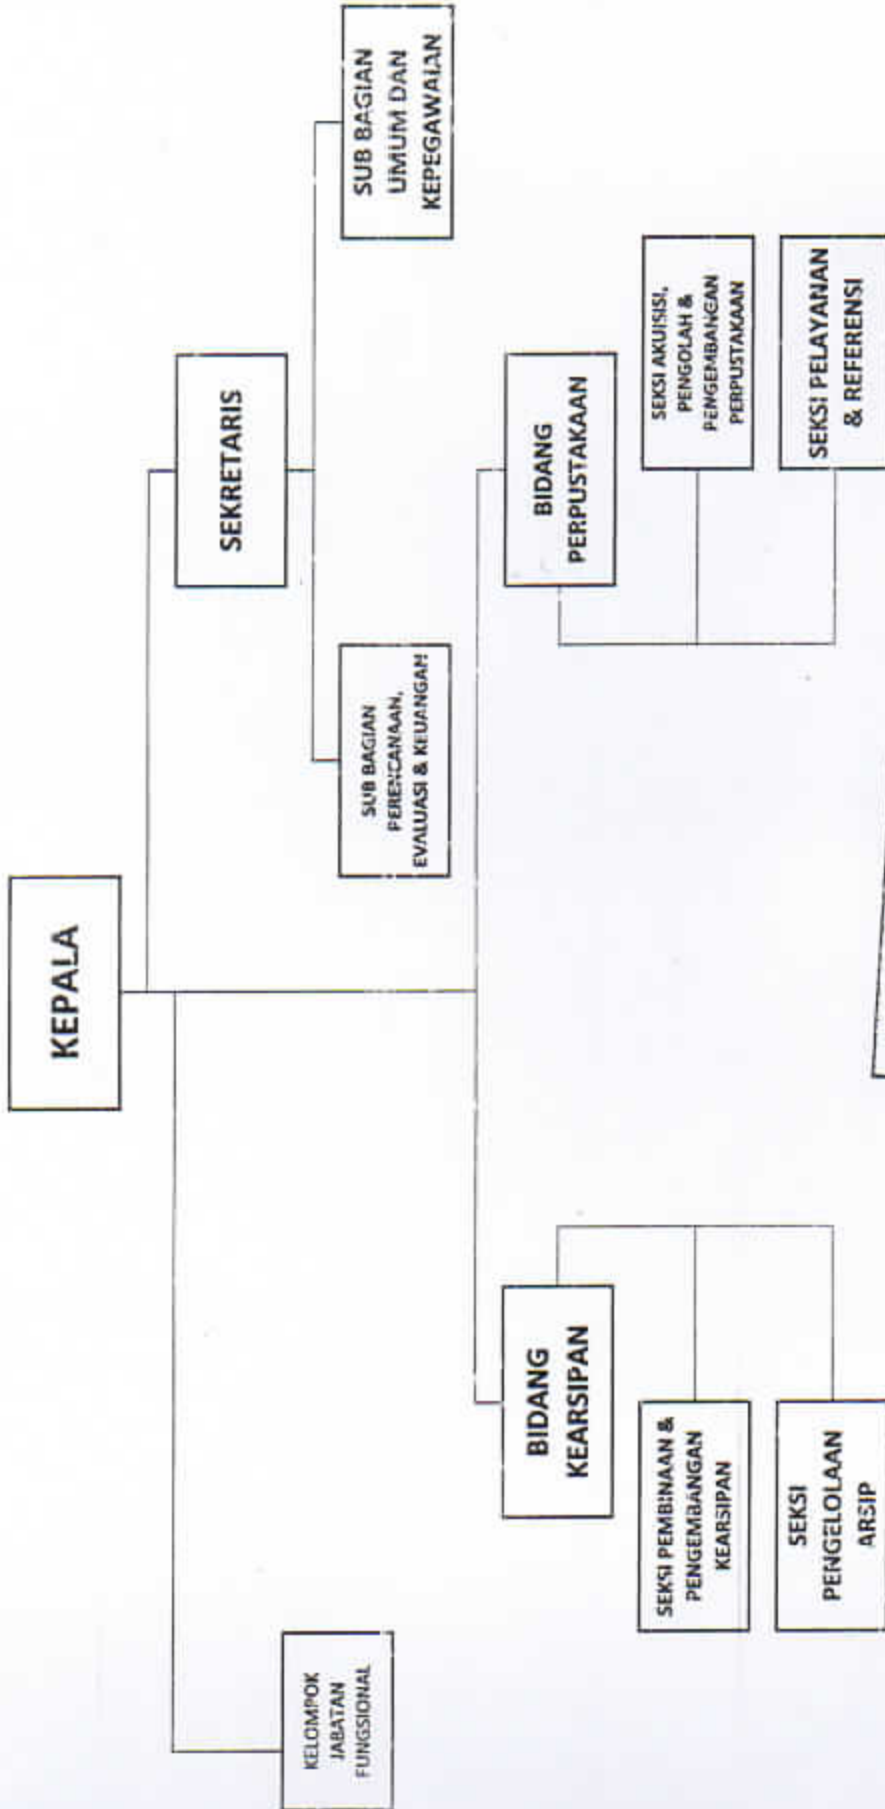 KEPALA
SEKRETARIS
SUB BAGIAN
PERENCANAAN,
EVALUASI & KEUANGAN
SUB BAGIAN
UMUM DAN
KEPEGAWAIAN
KELOMPOK
JABATAN
FUNGSIONAL
BIDANG
KEARSIPAN
SEKSI PEMBINAAN &
PENGEMBANGAN
KEARSIPAN
SEKSI
PENGELOLAAN
ARSIP
BIDANG
PERPUSTAKAAN
SEKSI AKUISISI,
PENGOLAH &
PENGEMBANGAN
PERPUSTAKAAN
SEKSI PELAYANAN
& REFERENSI